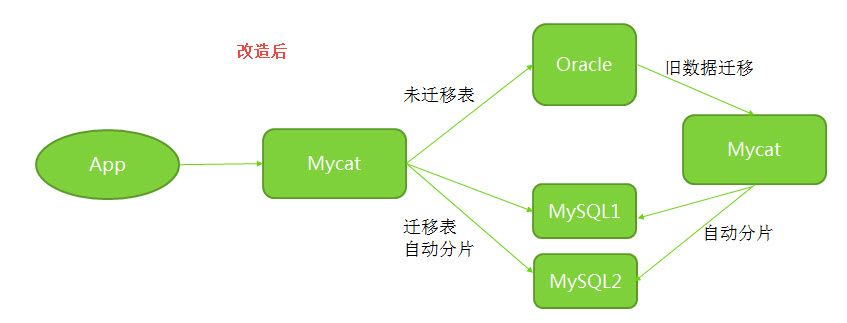 改造后
Oracle
旧数据迁移
未迁移表
App
Mycat
Mycat
MySQL1
迁移表
自动分片
自动分片
MySQL2